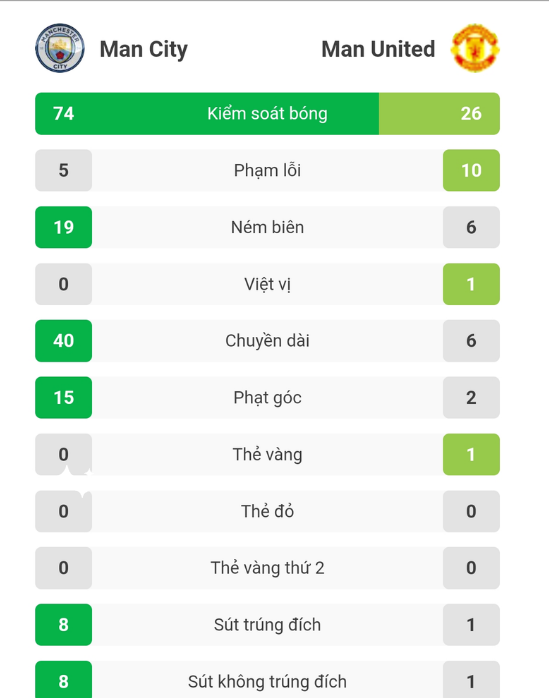 MANCHESTER
CITY
Man City
Man United
74 Kiểm soát bóng 26
5 Phạm lỗi 10
19 Ném biên 6
0 Việt vị 1
40 Chuyền dài 6
15 Phạt góc 2
0 Thẻ vàng 1
0 Thẻ đỏ 0
0 Thẻ vàng thứ 2 0
8 Sút trúng đích 1
8 Sút không trúng đích 1